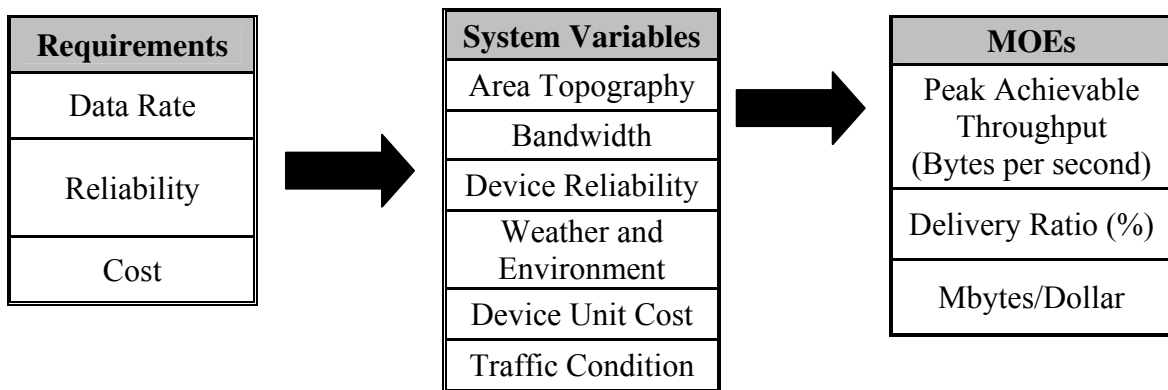 Requirements
Data Rate
Reliability
Cost
System Variables
Area Topography
Bandwidth
Device Reliability
Weather and
Environment
Device Unit Cost
Traffic Condition
MOEs
Peak Achievable
Throughput
(Bytes per second)
Delivery Ratio (%)
Mbytes/Dollar